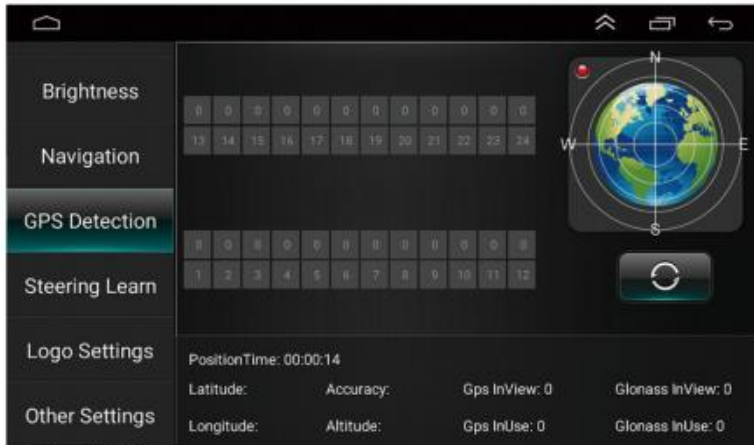 Brightness
Navigation
GPS Detection
Steering Learn
Logo Settings
Other Settings
0 0 0 0 0 0 0 0 0 0 0 0
13 14 15 16 17 18 19 20 21 22 23 24
0 0 0 0 0 0 0 0 0 0 0 0
1 2 3 4 5 6 7 8 9 10 11 12
N
W E
S
PositionTime: 00:00:14
Latitude: Accuracy: Gps InView: 0 Glonass InView: 0
Longitude: Altitude: Gps InUse: 0 Glonass InUse: 0